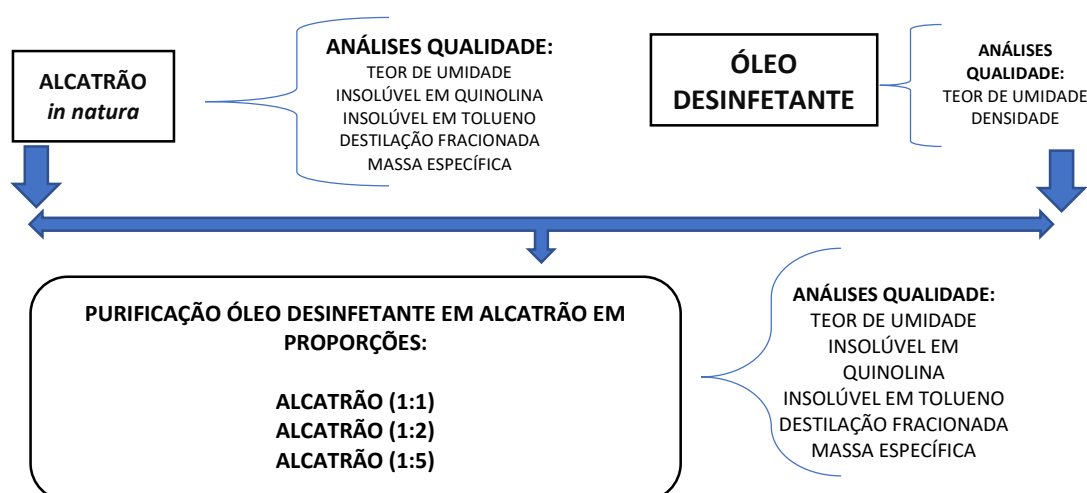 ALCATRÃO
in natura
ANÁLISES QUALIDADE:
TEOR DE UMIDADE
INSOLÚVEL EM QUINOLINA
INSOLÚVEL EM TOLUENO
DESTILAÇÃO FRACIONADA
MASSA ESPECÍFICA
ÓLEO
DESINFETANTE
ANÁLISES
QUALIDADE:
TEOR DE UMIDADE
DENSIDADE
PURIFICAÇÃO ÓLEO DESINFETANTE EM ALCATRÃO EM
PROPORÇÕES:
ALCATRÃO (1:1)
ALCATRÃO (1:2)
ALCATRÃO (1:5)
ANÁLISES QUALIDADE:
TEOR DE UMIDADE
INSOLÚVEL EM
QUINOLINA
INSOLÚVEL EM TOLUENO
DESTILAÇÃO FRACIONADA
MASSA ESPECÍFICA